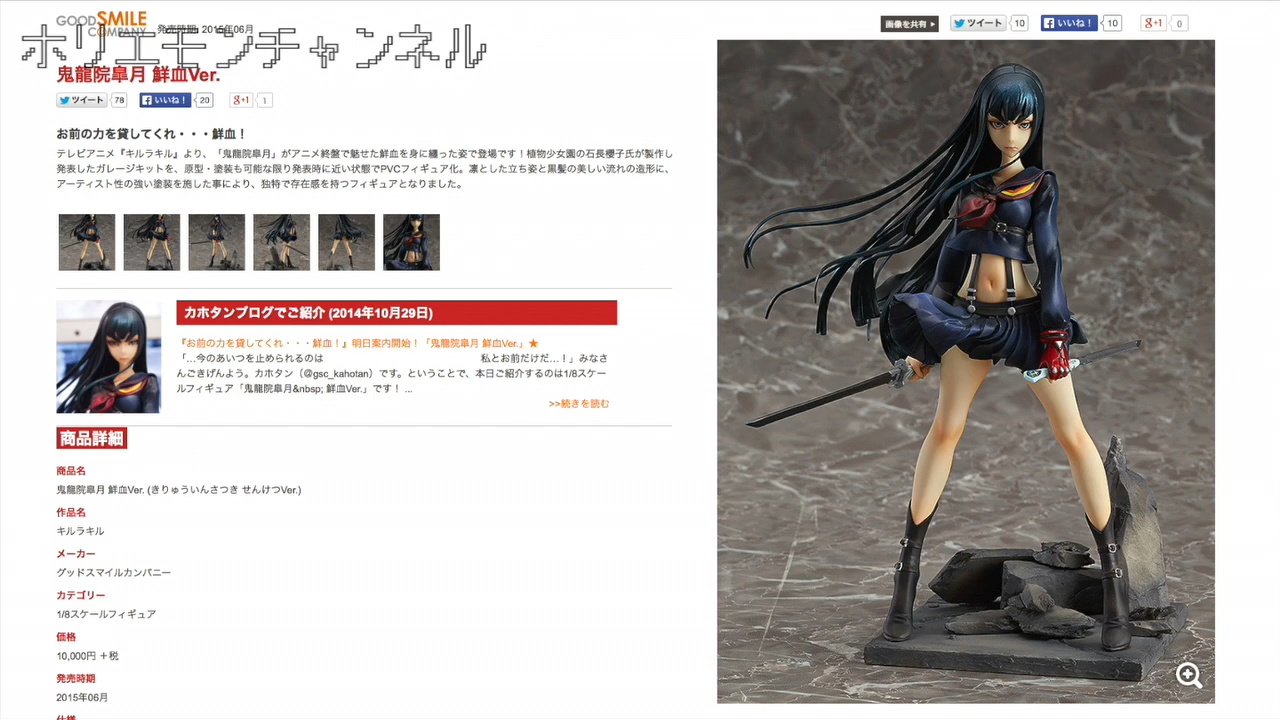 GOODSMILE
COMPANY
発売時期 2015年06月
ホリエモンチャンネル
鬼龍院皐月 鮮血Ver.
ツイート 78 いいね！ 20 g+1 1
お前の力を貸してくれ・・・鮮血！
テレビアニメ『キルラキル』より、「鬼龍院皐月」がアニメ終盤で魅せた鮮血を身に纏った姿で登場です！植物少女園の石長櫻子氏が製作し
発表したガレージキットを、原型・塗装も可能な限り発表時に近い状態でPVCフィギュア化。凛とした立ち姿と黒髪の美しい流れの造形に、
アーティスト性の強い塗装を施した事により、独特で存在感を持つフィギュアとなりました。
カホタンブログでご紹介 (2014年10月29日)
『お前の力を貸してくれ・・・鮮血！』明日案内開始！「鬼龍院皐月 鮮血Ver.」★
「…今のあいつを止められるのは 私とお前だけだ…！」みなさ
んごきげんよう。カホタン（@gsc_kahotan）です。ということで、本日ご紹介するのは1/8スケー
ルフィギュア「鬼龍院皐月&nbsp; 鮮血Ver.」です！ ...
>>続きを読む
商品詳細
商品名
鬼龍院皐月 鮮血Ver. (きりゅういんさつき せんけつVer.)
作品名
キルラキル
メーカー
グッドスマイルカンパニー
カテゴリー
1/8スケールフィギュア
価格
10,000円 ＋税
発売時期
2015年06月
仕様
画像を共有 ▶ ツイート 10 いいね！ 10 g+1 0